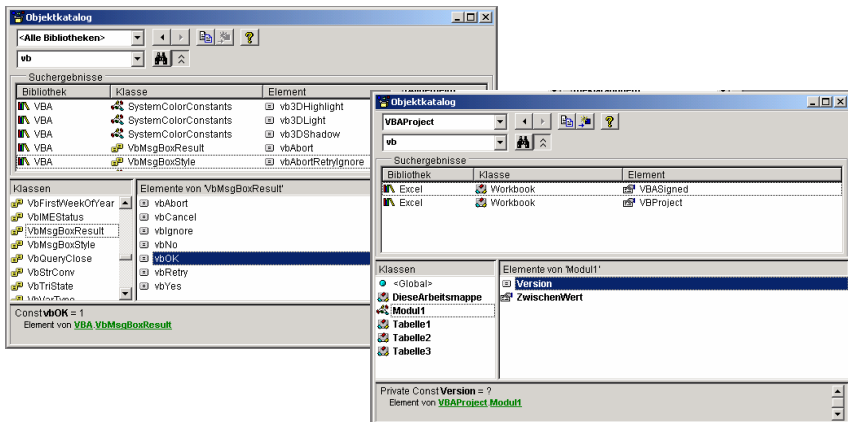 Objektkatalog
<Alle Bibliotheken>
vb
Suchergebnisse
Bibliothek Klasse Element
VBA SystemColorConstants vb3DHighlight
VBA SystemColorConstants vb3DLight
VBA SystemColorConstants vb3DShadow
VBA VbMsgBoxResult vbAbort
VBA VbMsgBoxStyle vbAbortRetryIgnore
Klassen
VbFirstWeekOfYear
VbIMEStatus
VbMsgBoxResult
VbMsgBoxStyle
VbQueryClose
VbStrConv
VbTriState
VbVarType
Elemente von 'VbMsgBoxResult'
vbAbort
vbCancel
vbIgnore
vbNo
vbOK
vbRetry
vbYes
Const vbOK = 1
Element von VBA.VbMsgBoxResult
Objektkatalog
VBAProject
vb
Suchergebnisse
Bibliothek Klasse Element
Excel Workbook VBASigned
Excel Workbook VBProject
Klassen
<Global>
DieseArbeitsmappe
Modul1
Tabelle1
Tabelle2
Tabelle3
Elemente von 'Modul1'
Version
ZwischenWert
Private Const Version = ?
Element von VBAProject.Modul1